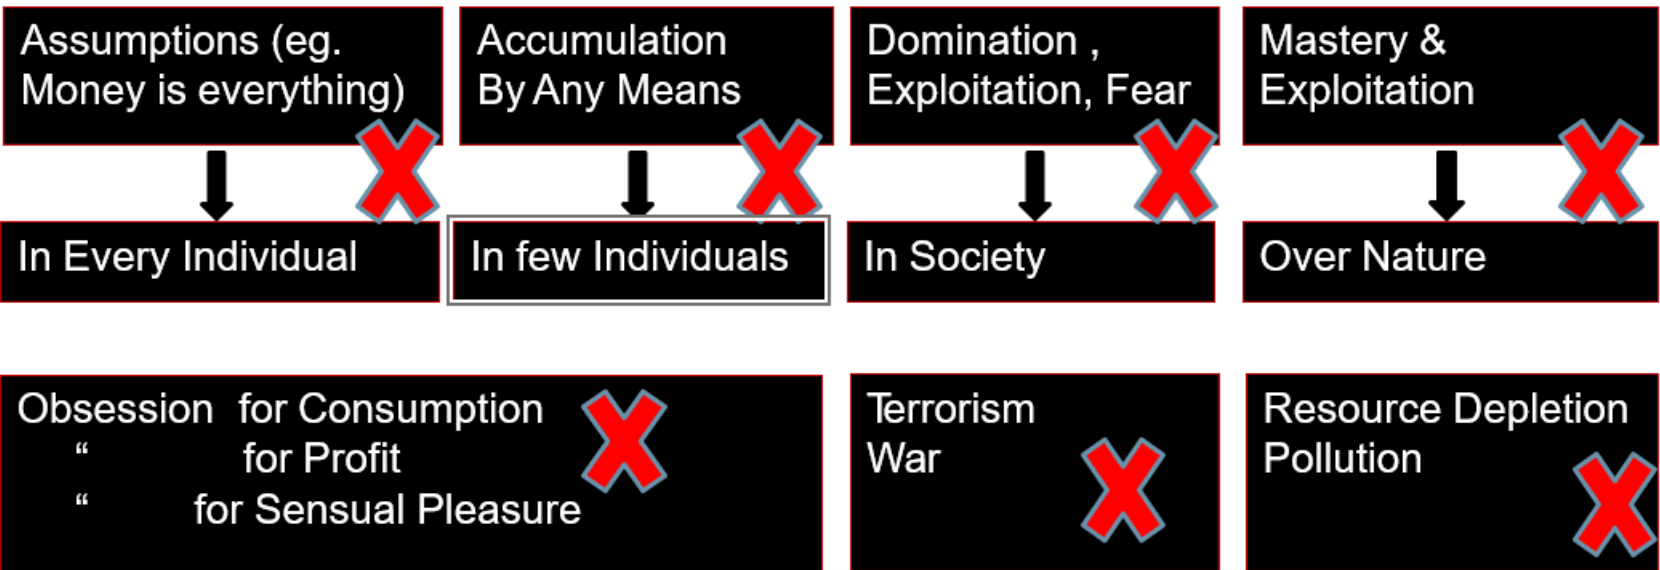 Assumptions (eg.
Money is everything)
Accumulation
By Any Means
Domination ,
Exploitation, Fear
Mastery &
Exploitation
In Every Individual
In few Individuals
In Society
Over Nature
Obsession for Consumption
“ for Profit
“ for Sensual Pleasure
Terrorism
War
Resource Depletion
Pollution